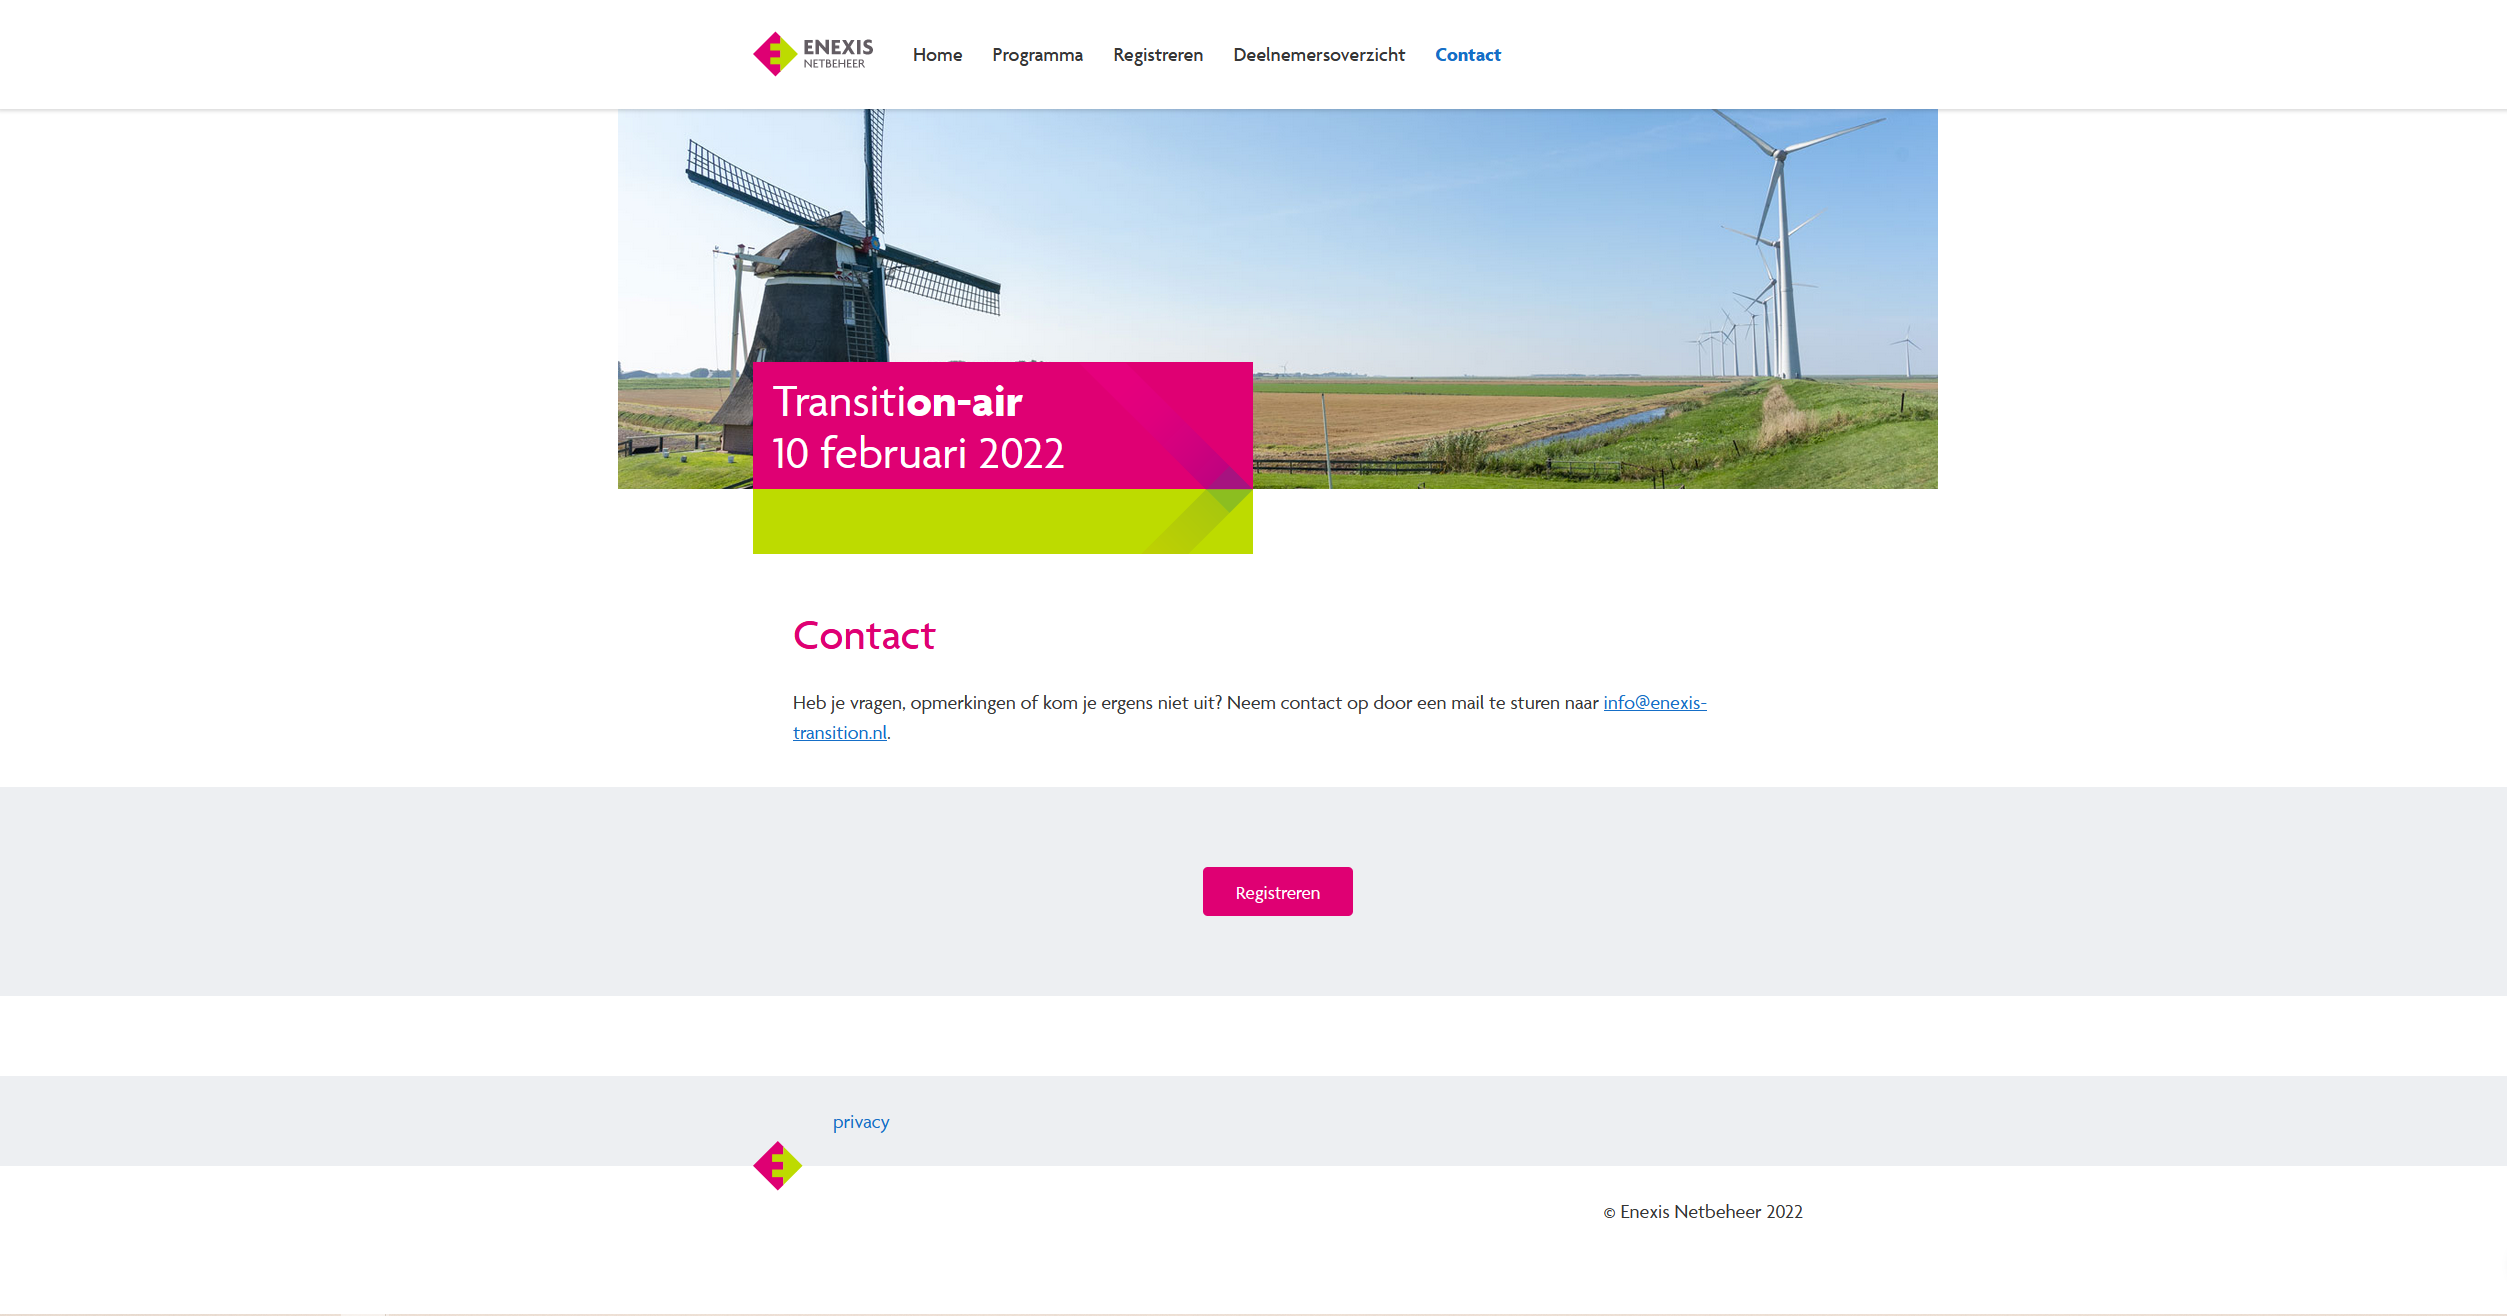 ENEXIS
NETBEHEER
Home Programma Registreren Deelnemersoverzicht Contact
Transition-air
10 februari 2022
Contact
Heb je vragen, opmerkingen of kom je ergens niet uit? Neem contact op door een mail te sturen naar info@enexis-
transition.nl.
Registreren
privacy
© Enexis Netbeheer 2022